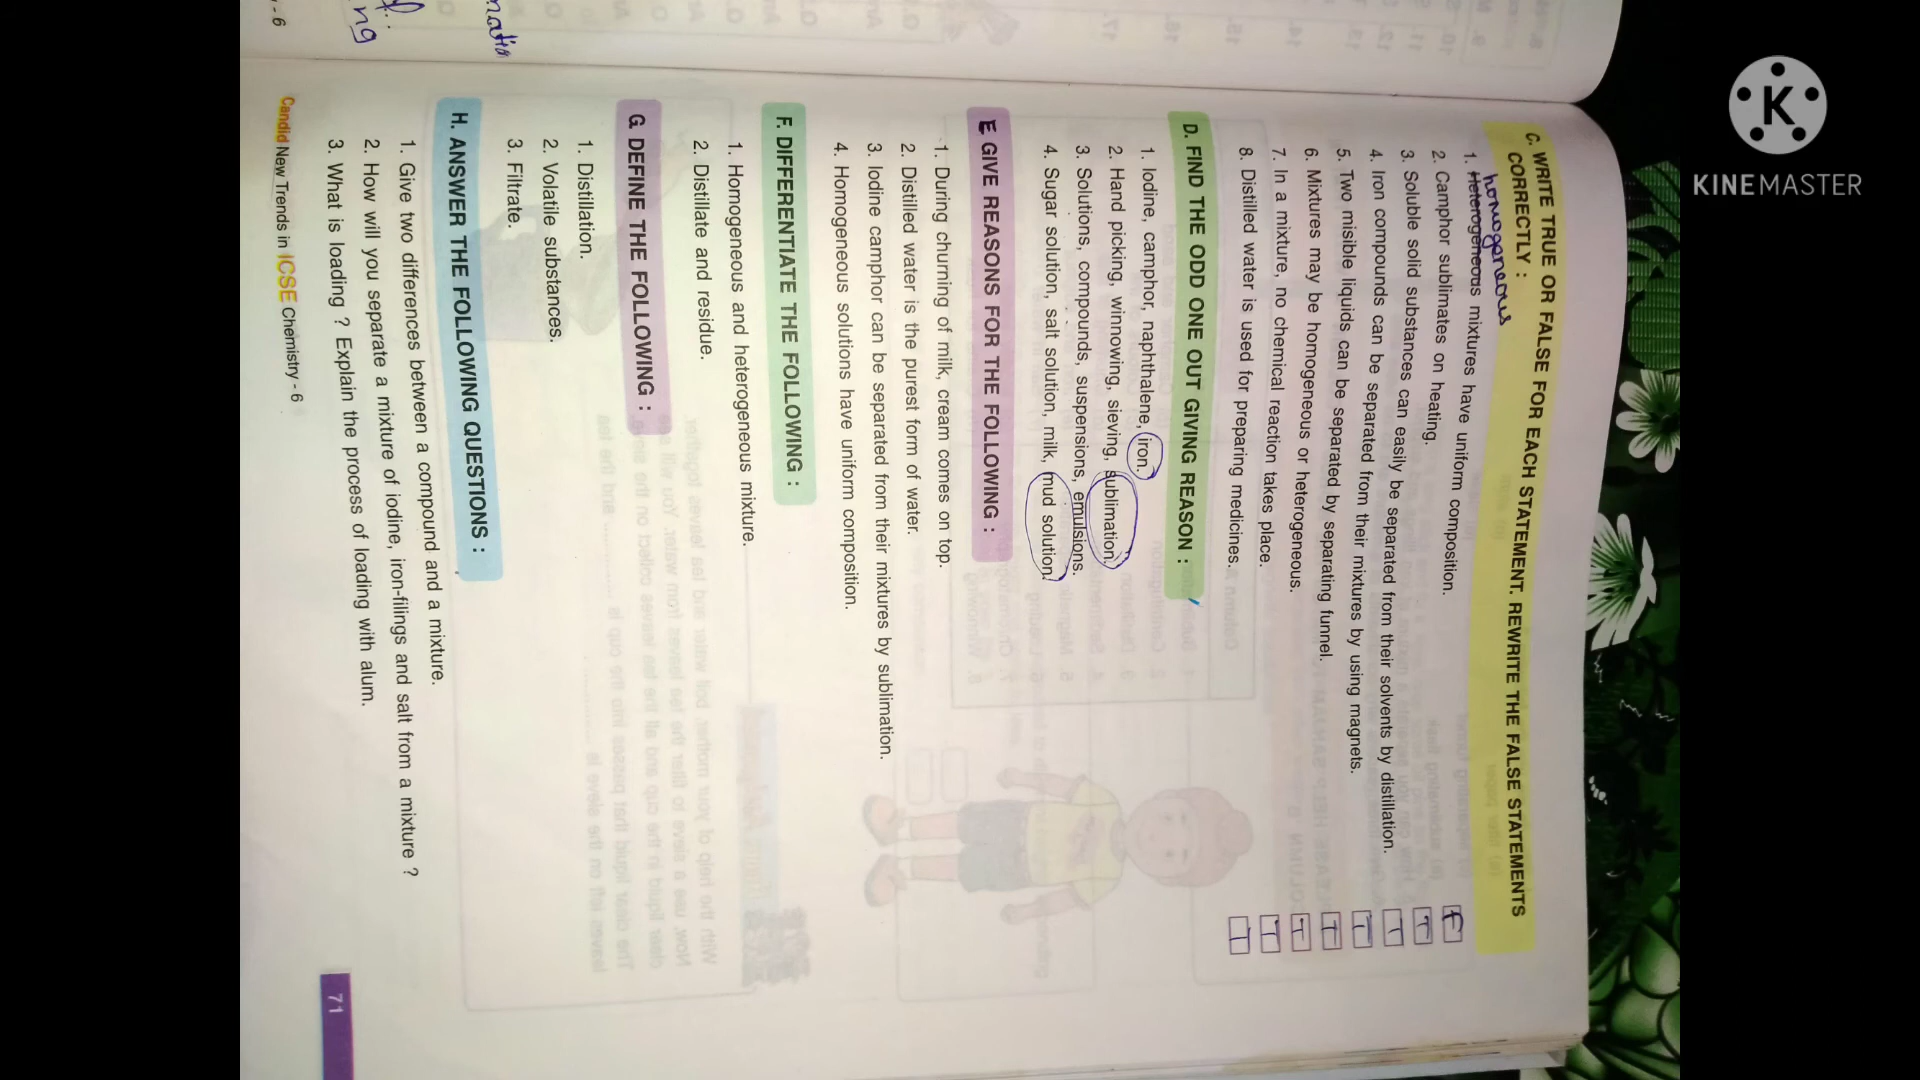 C. WRITE TRUE OR FALSE FOR EACH STATEMENT. REWRITE THE FALSE STATEMENTS
CORRECTLY :
homogeneous
1. Heterogeneous mixtures have uniform composition. F
2. Camphor sublimates on heating. T
3. Soluble solid substances can easily be separated from their solvents by distillation. T
4. Iron compounds can be separated from their mixtures by using magnets. T
5. Two misible liquids can be separated by separating funnel. T
6. Mixtures may be homogeneous or heterogeneous. T
7. In a mixture, no chemical reaction takes place. T
8. Distilled water is used for preparing medicines. T
D. FIND THE ODD ONE OUT GIVING REASON :
1. Iodine, camphor, naphthalene, iron.
2. Hand picking, winnowing, sieving, sublimation.
3. Solutions, compounds, suspensions, emulsions.
4. Sugar solution, salt solution, milk, mud solution.
E. GIVE REASONS FOR THE FOLLOWING :
1. During churning of milk, cream comes on top.
2. Distilled water is the purest form of water.
3. Iodine camphor can be separated from their mixtures by sublimation.
4. Homogeneous solutions have uniform composition.
F. DIFFERENTIATE THE FOLLOWING :
1. Homogeneous and heterogeneous mixture.
2. Distillate and residue.
G. DEFINE THE FOLLOWING :
1. Distillation.
2. Volatile substances.
3. Filtrate.
H. ANSWER THE FOLLOWING QUESTIONS :
1. Give two differences between a compound and a mixture.
2. How will you separate a mixture of iodine, iron-filings and salt from a mixture ?
3. What is loading ? Explain the process of loading with alum.
Candid New Trends in ICSE Chemistry - 6
71
- 6
ng
K
KINEMASTER